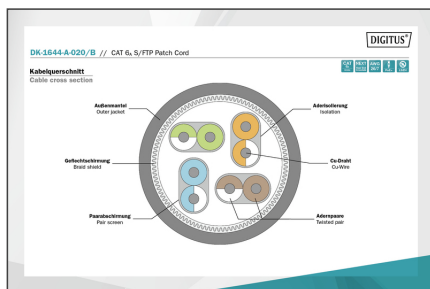 DIGITUS®
DK-1644-A-020/B // CAT 6A S/FTP Patch Cord
Kabelquerschnitt
Cable cross section
Außenmantel
Outer jacket
Aderisolierung
Isolation
Geflechtschirmung
Braid shield
Cu-Draht
Cu-Wire
Paarabschirmung
Pair screen
Adernpaare
Twisted pair